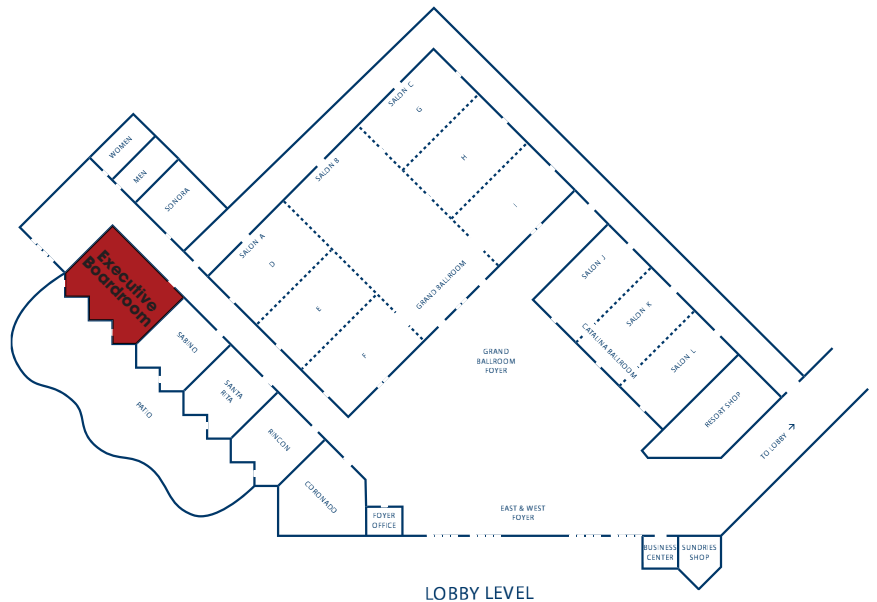 SALON C
G
WOMEN
MEN
SONORA
SALON B
H
I
SALON A
D
E
F
GRAND BALLROOM
SALON J
SALON K
CATALINA BALLROOM
SALON L
Executive
Boardroom
SABINO
SANTA
RITA
PATIO
RINCON
CORONADO
GRAND
BALLROOM
FOYER
RESORT SHOP
TO LOBBY
FOYER
OFFICE
EAST & WEST
FOYER
BUSINESS
CENTER
SUNDRIES
SHOP
LOBBY LEVEL